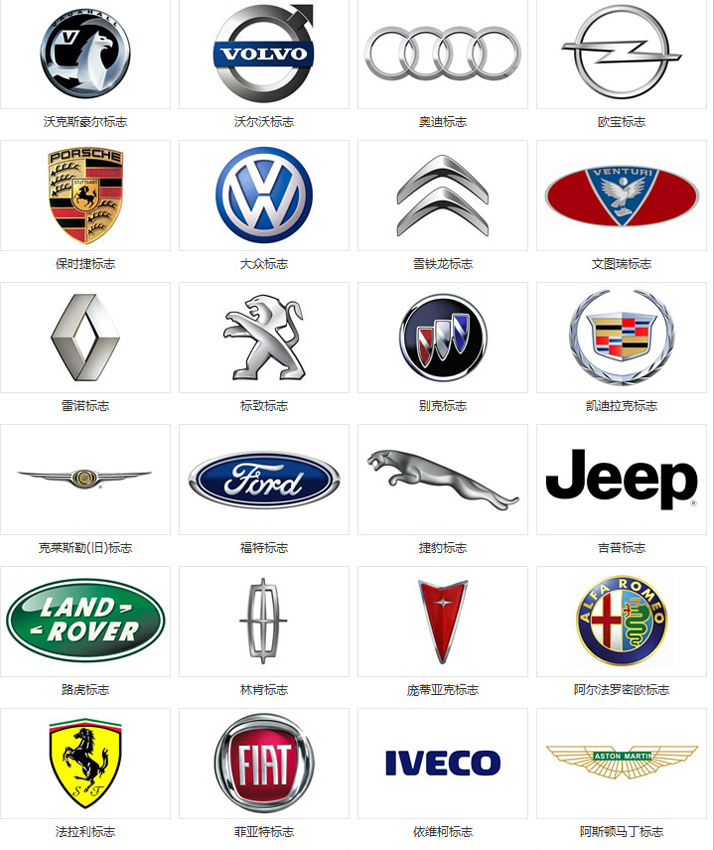 VAUXHALL
V
VOLVO
沃克斯豪尔标志
沃尔沃标志
奥迪标志
欧宝标志
PORSCHE
STUTTGART
VENTURI
保时捷标志
大众标志
雪铁龙标志
文图瑞标志
雷诺标志
标致标志
别克标志
凯迪拉克标志
Ford
Jeep
®
克莱斯勒(旧)标志
福特标志
捷豹标志
吉普标志
LAND-
-ROVER
ALFA ROMEO
路虎标志
林肯标志
庞蒂亚克标志
阿尔法罗密欧标志
S F
FIAT
IVECO
ASTON MARTIN
法拉利标志
菲亚特标志
依维柯标志
阿斯顿马丁标志